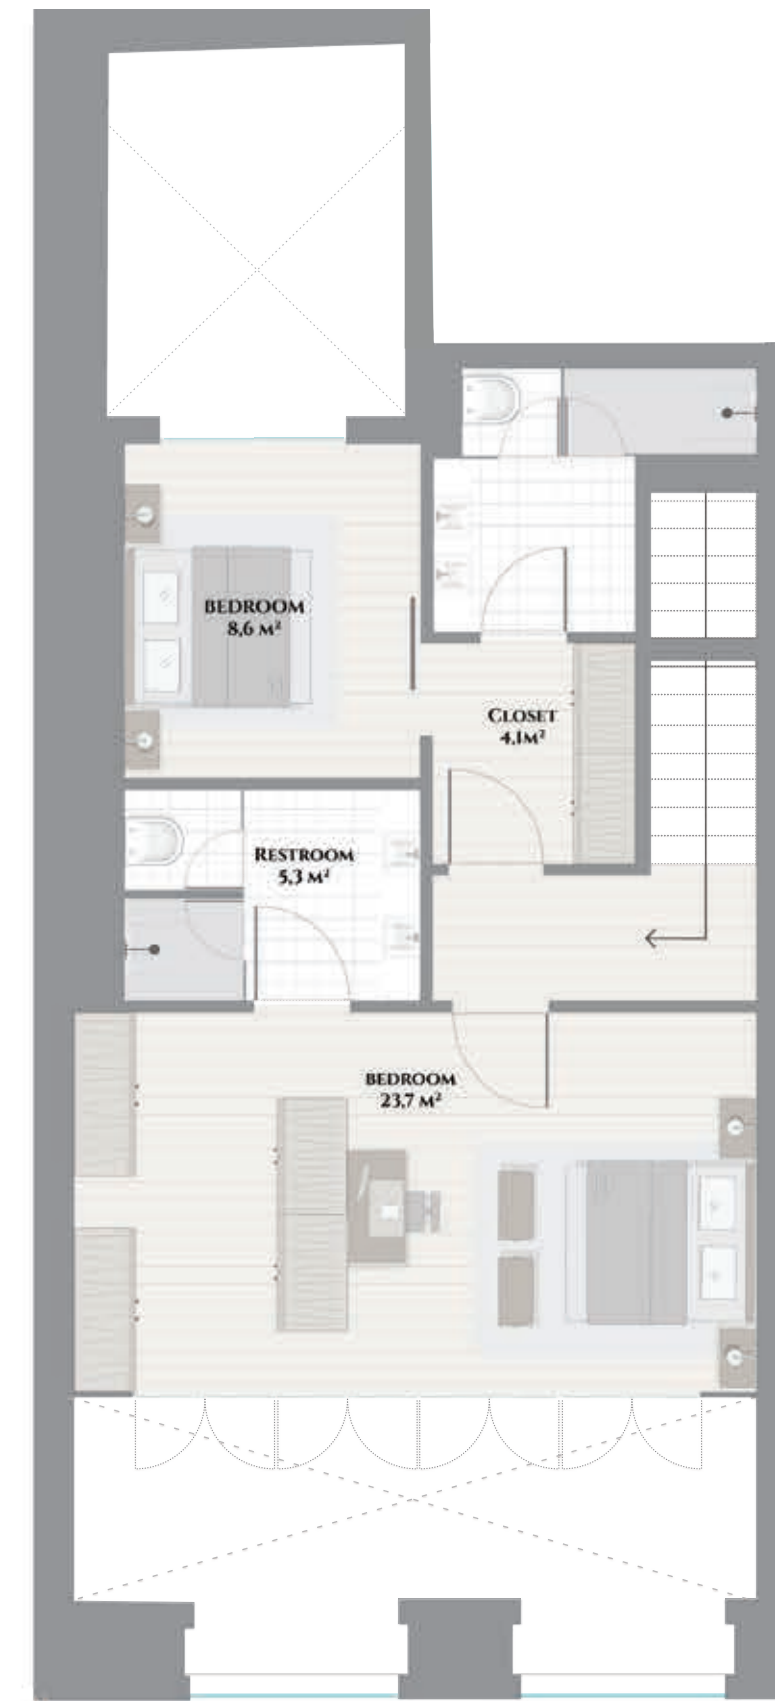 BEDROOM
8,6 M²
CLOSET
4,1M²
RESTROOM
5,3 M²
BEDROOM
23,7 M²